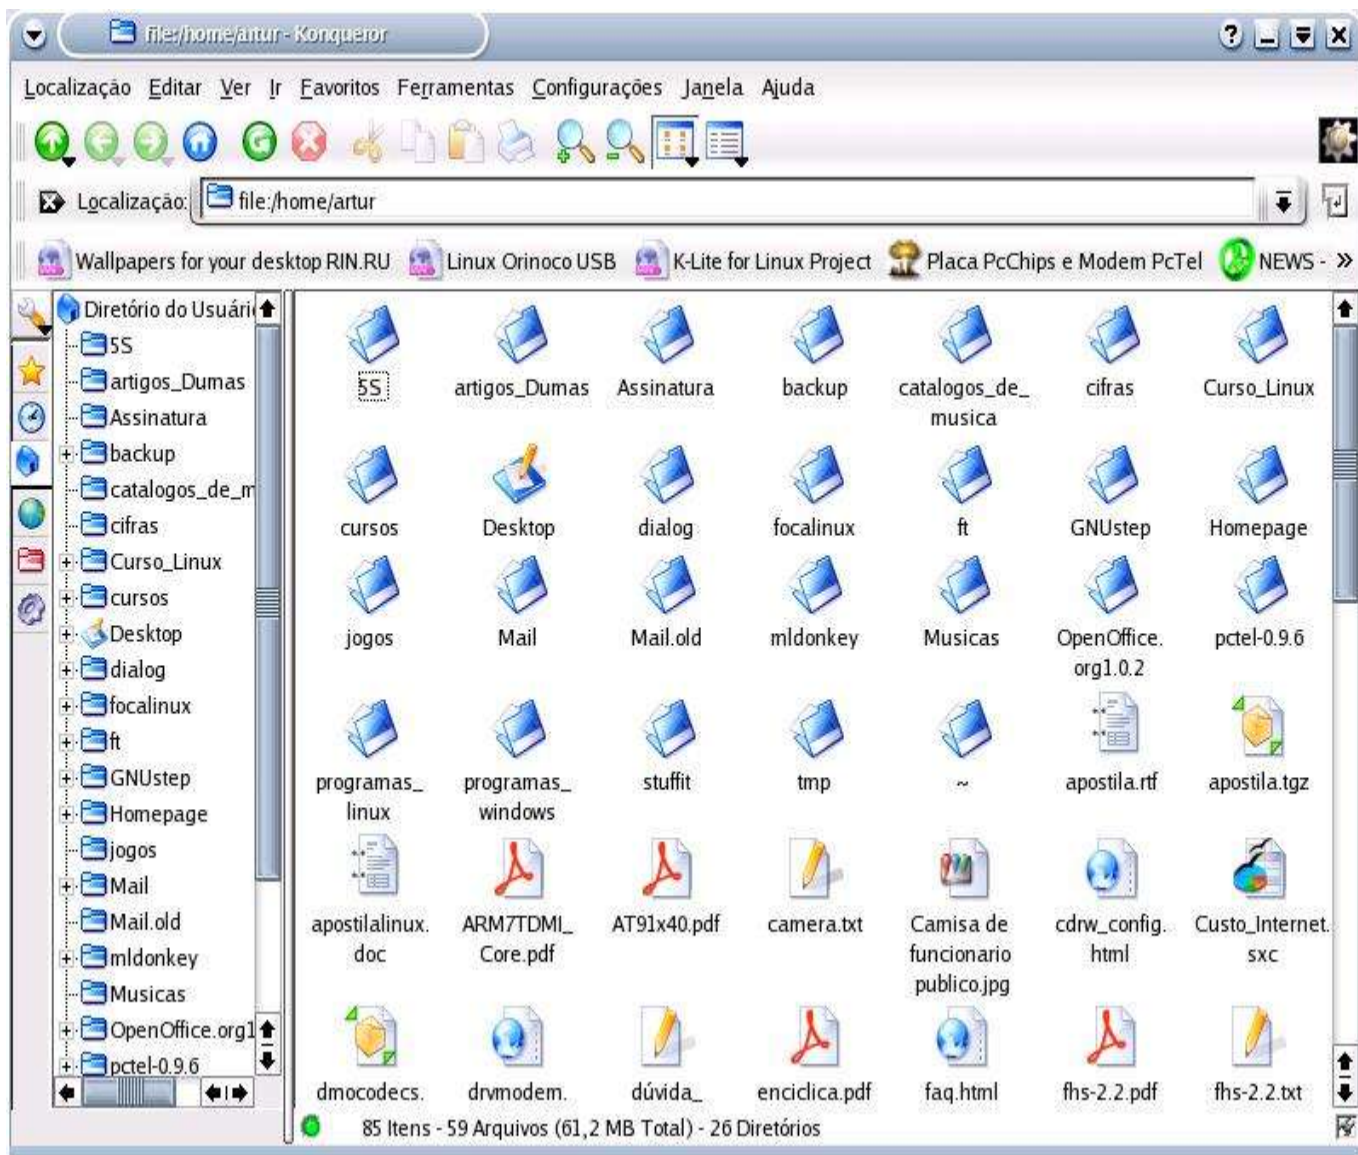 file:/home/artur - Konqueror
Localização Editar Ver Ir Favoritos Ferramentas Configurações Janela Ajuda
Localização: file:/home/artur
Wallpapers for your desktop RIN.RU Linux Orinoco USB K-Lite for Linux Project Placa PcChips e Modem PcTel NEWS - »
Diretório do Usuári
5S
artigos_Dumas
Assinatura
backup
catalogos_de_m
cifras
Curso_Linux
cursos
Desktop
dialog
focalinux
ft
GNUstep
Homepage
jogos
Mail
Mail.old
mldonkey
Musicas
OpenOffice.org1
pctel-0.9.6
5S artigos_Dumas Assinatura backup catalogos_de_ cifras Curso_Linux
musica
cursos Desktop dialog focalinux ft GNUstep Homepage
jogos Mail Mail.old mldonkey Musicas OpenOffice. pctel-0.9.6
org1.0.2
programas_ programas_ stuffit tmp ~ apostila.rtf apostila.tgz
linux windows
apostilalinux. ARM7TDMI_ AT91x40.pdf camera.txt Camisa de cdrw_config. Custo_Internet.
doc Core.pdf funcionario html sxc
publico.jpg
dmocodecs. drvmodem. dúvida_ enciclica.pdf faq.html fhs-2.2.pdf fhs-2.2.txt
85 Itens - 59 Arquivos (61,2 MB Total) - 26 Diretórios